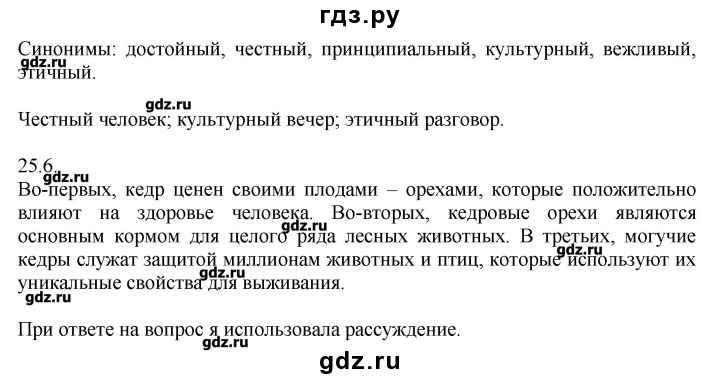 гдз.ру
Синонимы: достойный, честный, принципиальный, культурный, вежливый,
gdz.ru
этичный.
gdz.ru
Честный человек; культурный вечер; этичный разговор.
25.6
gdz.ru
Во-первых, кедр ценен своими плодами – орехами, которые положительно
влияют на здоровье человека. Во-вторых, кедровые орехи являются
gdz.ru
основным кормом для целого ряда лесных животных. В третьих, могучие
кедры служат защитой миллионам животных и птиц, которые используют их
gdz.ru
gdz.ru
уникальные свойства для выживания.
gdz.ru
При ответе на вопрос я использовала рассуждение.
gdz.ru
gdz.ru